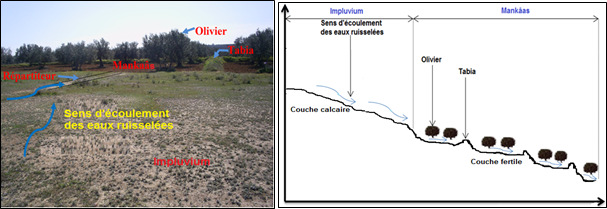 Olivier
Tabia
Mankâas
Répartiteur
Sens d'écoulement
des eaux ruisselées
Impluvium
Impluvium
Mankâas
Sens d'écoulement
des eaux ruisselées
Olivier
Tabia
Couche calcaire
Couche fertile